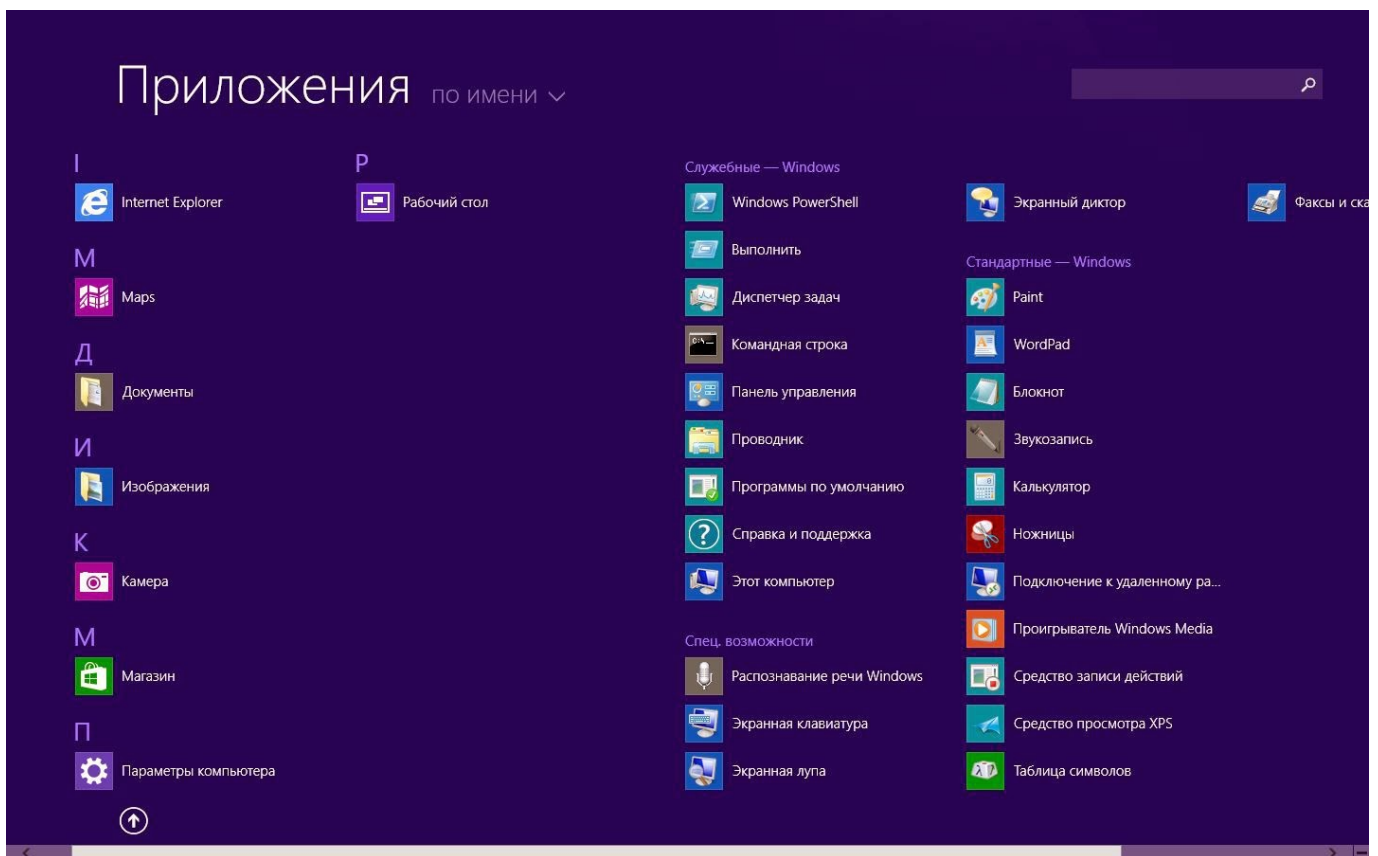 Приложения по имени
I
Internet Explorer
M
Maps
Д
Документы
И
Изображения
К
Камера
М
Магазин
П
Параметры компьютера
Р
Рабочий стол
Служебные — Windows
Windows PowerShell
Выполнить
Диспетчер задач
Командная строка
Панель управления
Проводник
Программы по умолчанию
Справка и поддержка
Этот компьютер
Спец. возможности
Распознавание речи Windows
Экранная клавиатура
Экранная лупа
Экранный диктор
Стандартные — Windows
Paint
WordPad
Блокнот
Звукозапись
Калькулятор
Ножницы
Подключение к удаленному ра...
Проигрыватель Windows Media
Средство записи действий
Средство просмотра XPS
Таблица символов
Факсы и ска